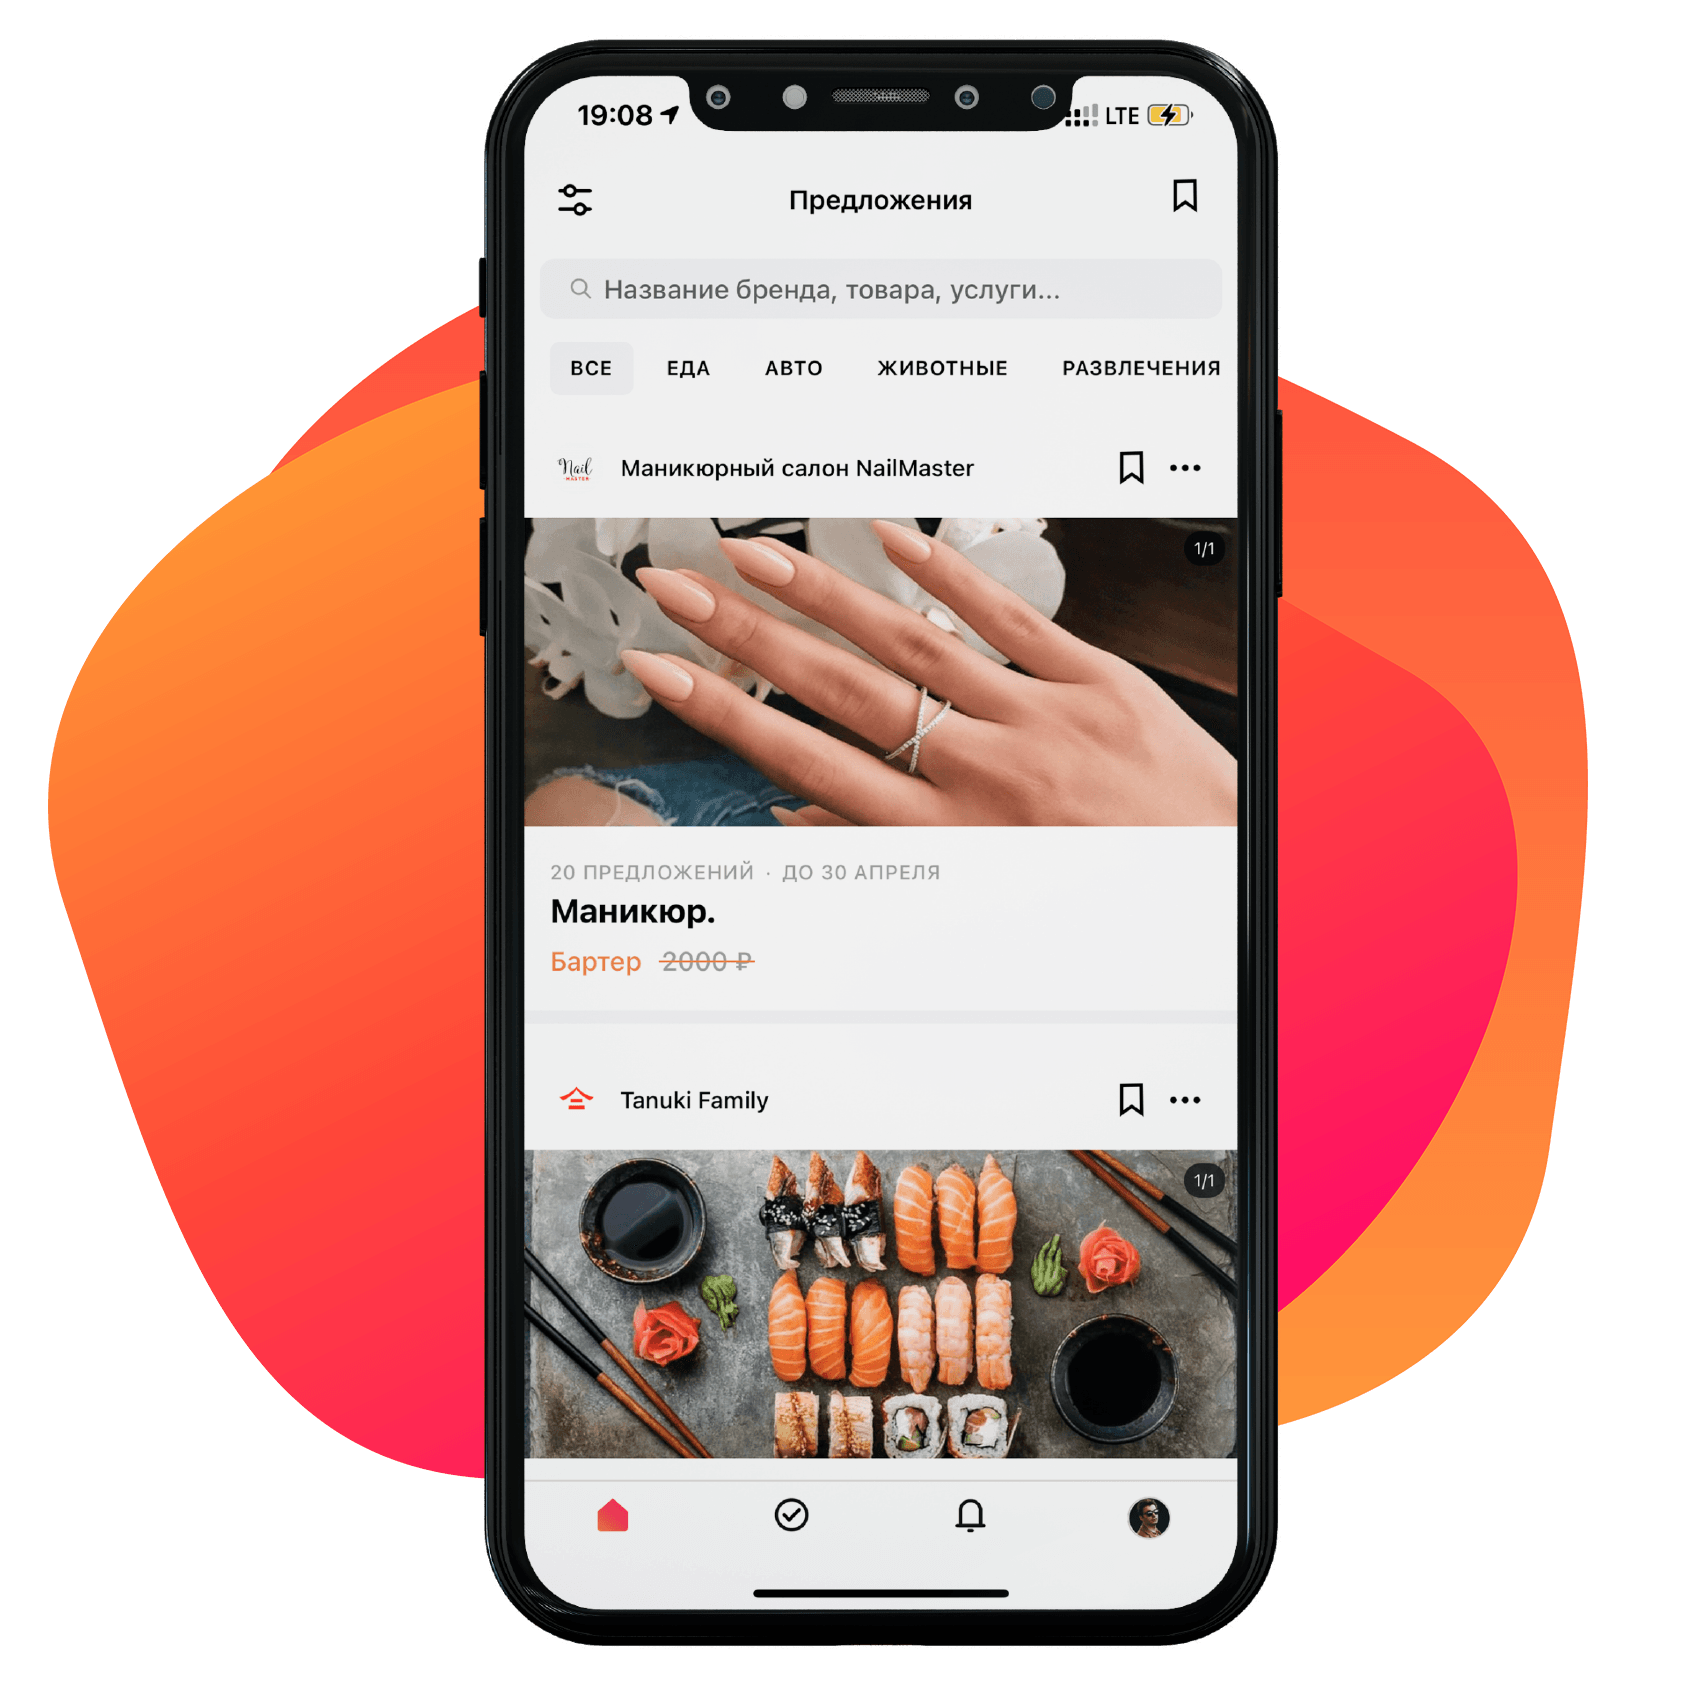 19:08 LTE
Предложения
Название бренда, товара, услуги...
ВСЕ ЕДА АВТО ЖИВОТНЫЕ РАЗВЛЕЧЕНИЯ
Nail MASTER Маникюрный салон NailMaster
1/1
20 ПРЕДЛОЖЕНИЙ · ДО 30 АПРЕЛЯ
Маникюр.
Бартер 2000 ₽
Tanuki Family
1/1